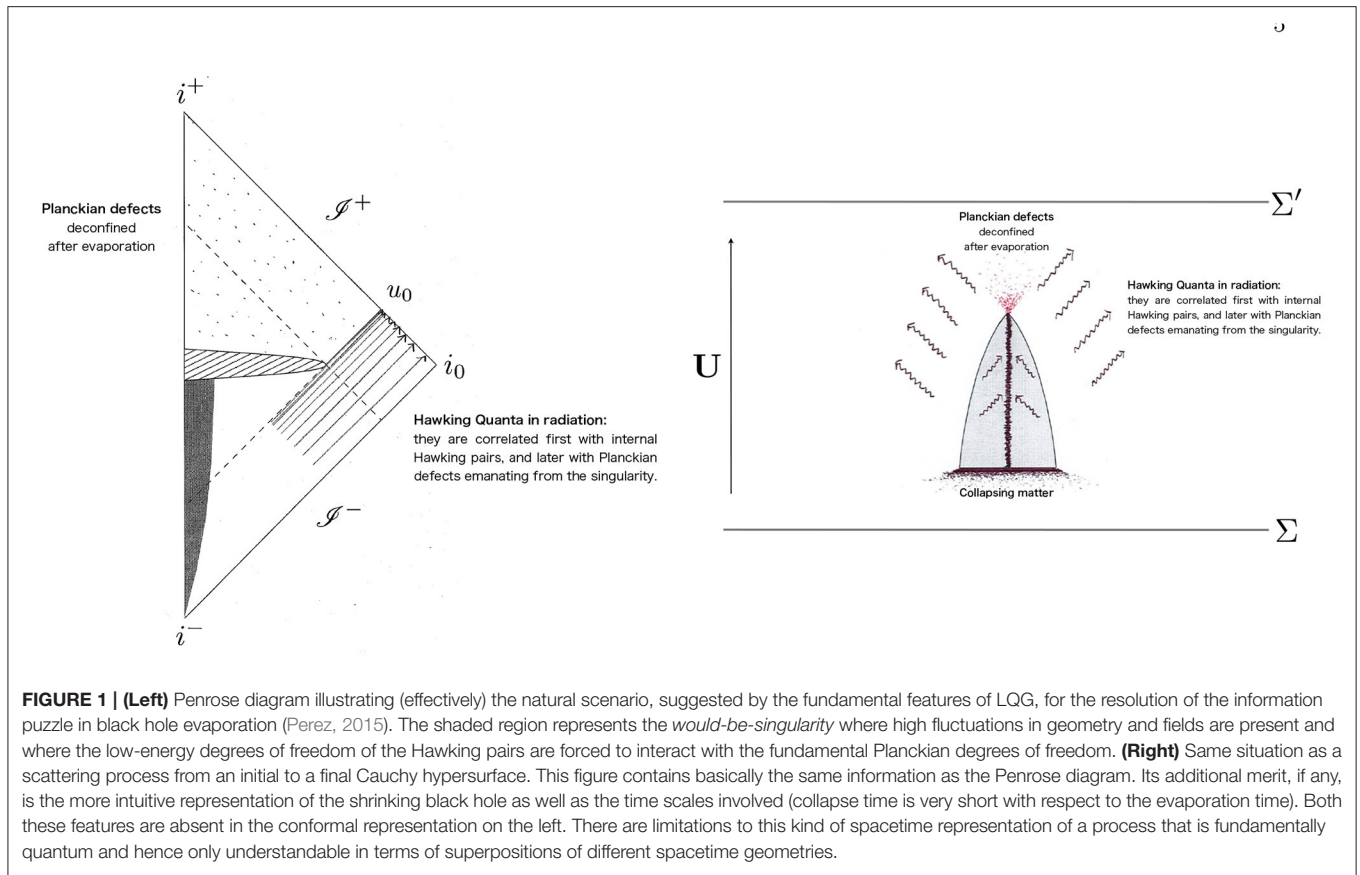 i⁺
Planckian defects
deconfined
after evaporation
ℐ⁺
u₀
i₀
Hawking Quanta in radiation:
they are correlated first with internal
Hawking pairs, and later with Planckian
defects emanating from the singularity.
ℐ⁻
i⁻
Σ′
Planckian defects
deconfined
after evaporation
Hawking Quanta in radiation:
they are correlated first with internal
Hawking pairs, and later with Planckian
defects emanating from the singularity.
U
Collapsing matter
Σ
FIGURE 1 | (Left) Penrose diagram illustrating (effectively) the natural scenario, suggested by the fundamental features of LQG, for the resolution of the information
puzzle in black hole evaporation (Perez, 2015). The shaded region represents the would-be-singularity where high fluctuations in geometry and fields are present and
where the low-energy degrees of freedom of the Hawking pairs are forced to interact with the fundamental Planckian degrees of freedom. (Right) Same situation as a
scattering process from an initial to a final Cauchy hypersurface. This figure contains basically the same information as the Penrose diagram. Its additional merit, if any,
is the more intuitive representation of the shrinking black hole as well as the time scales involved (collapse time is very short with respect to the evaporation time). Both
these features are absent in the conformal representation on the left. There are limitations to this kind of spacetime representation of a process that is fundamentally
quantum and hence only understandable in terms of superpositions of different spacetime geometries.